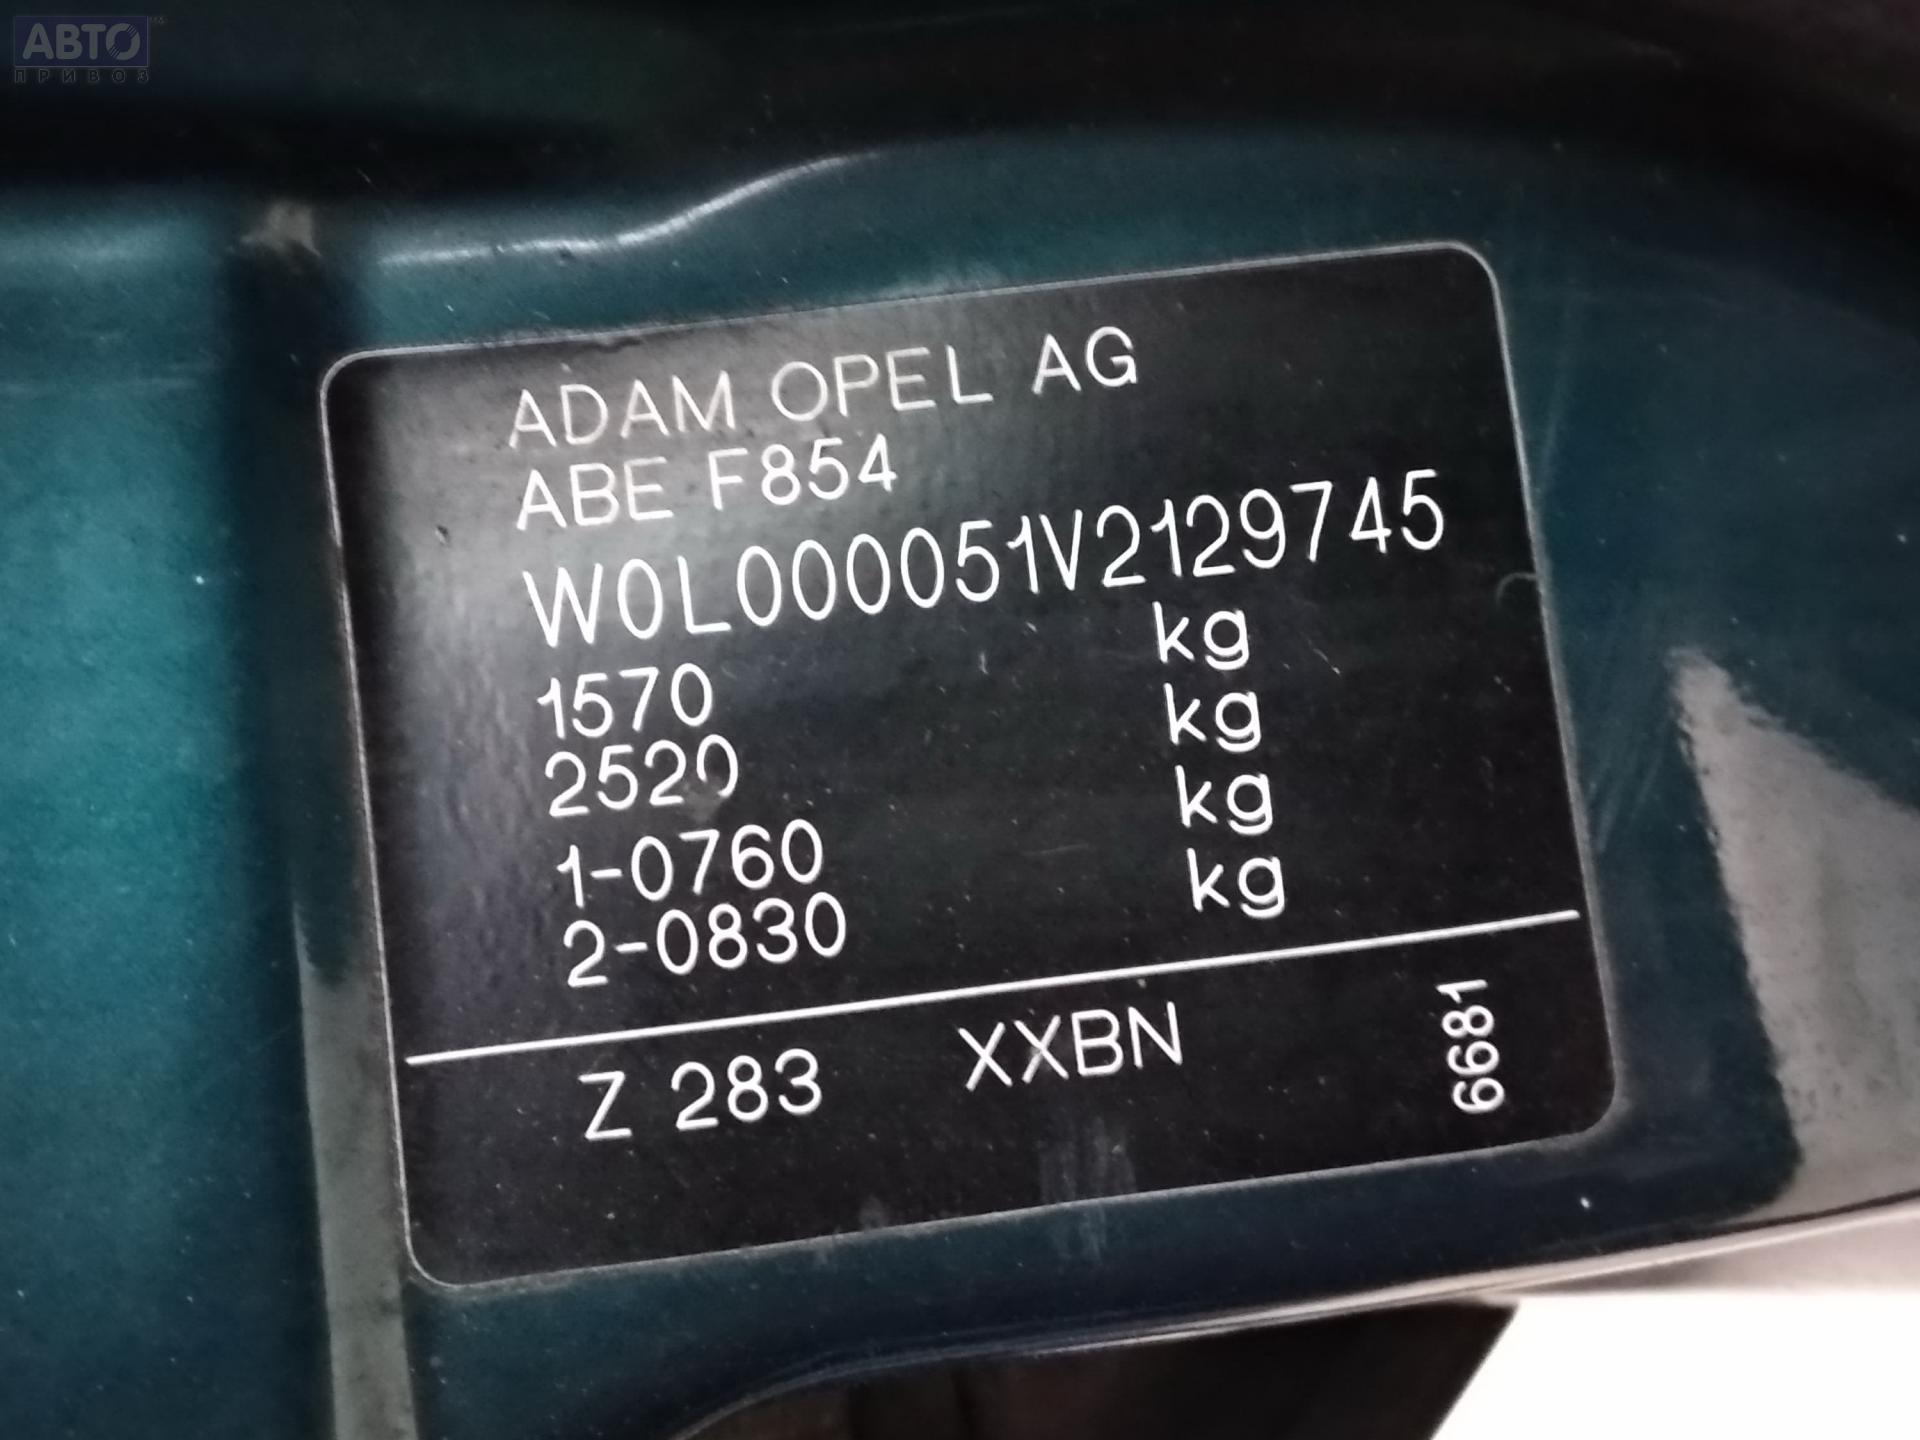 АВТО
ПРИВОЗ
ADAM OPEL AG
ABE F854
W0L000051V2129745
1570 kg
2520 kg
1-0760 kg
2-0830 kg
Z 283 XXBN 6681